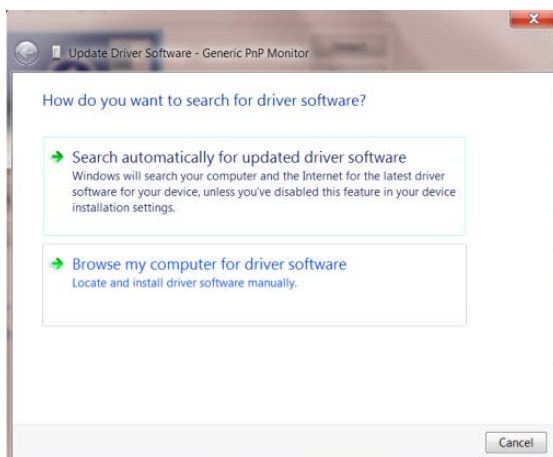 Update Driver Software - Generic PnP Monitor
How do you want to search for driver software?
Search automatically for updated driver software
Windows will search your computer and the Internet for the latest driver
software for your device, unless you've disabled this feature in your device
installation settings.
Browse my computer for driver software
Locate and install driver software manually.
Cancel